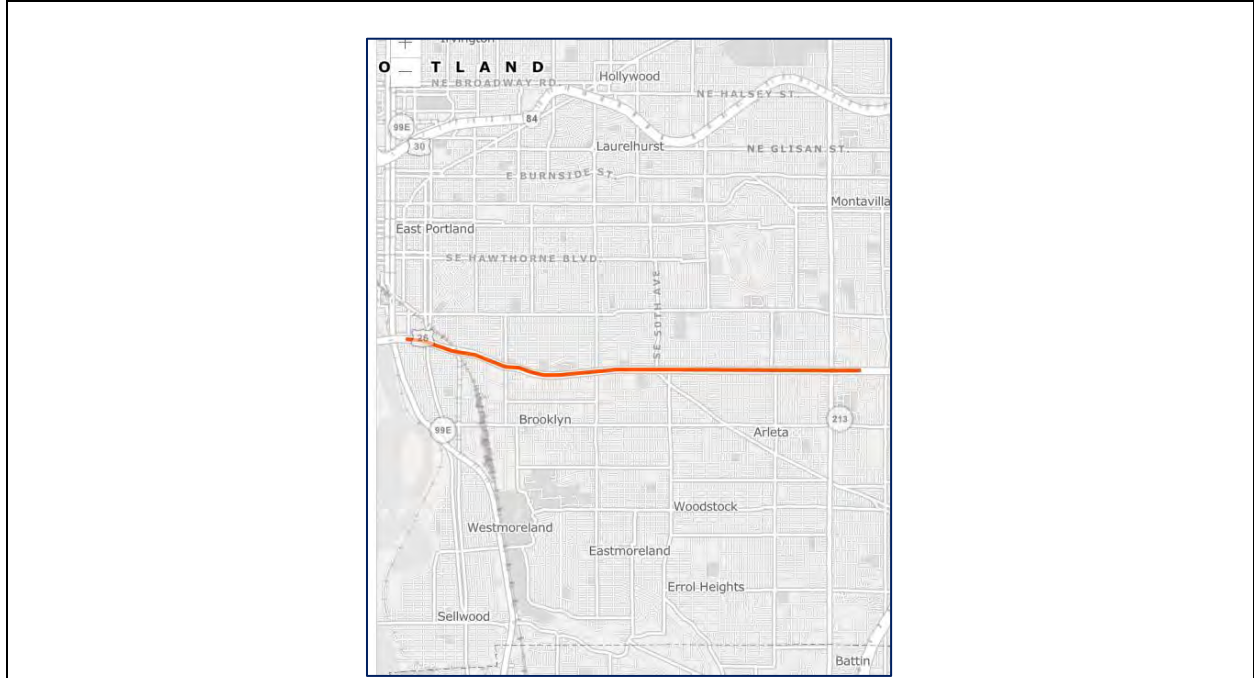 Irvington
+
−
O T L A N D
Hollywood
NE BROADWAY RD.
NE HALSEY ST.
84
99E
30
Laurelhurst
NE GLISAN ST.
E BURNSIDE ST.
Montavilla
East Portland
SE HAWTHORNE BLVD.
SE 50TH AVE
26
Brooklyn
213
99E
Arleta
Woodstock
Westmoreland
Eastmoreland
Errol Heights
Sellwood
Battin